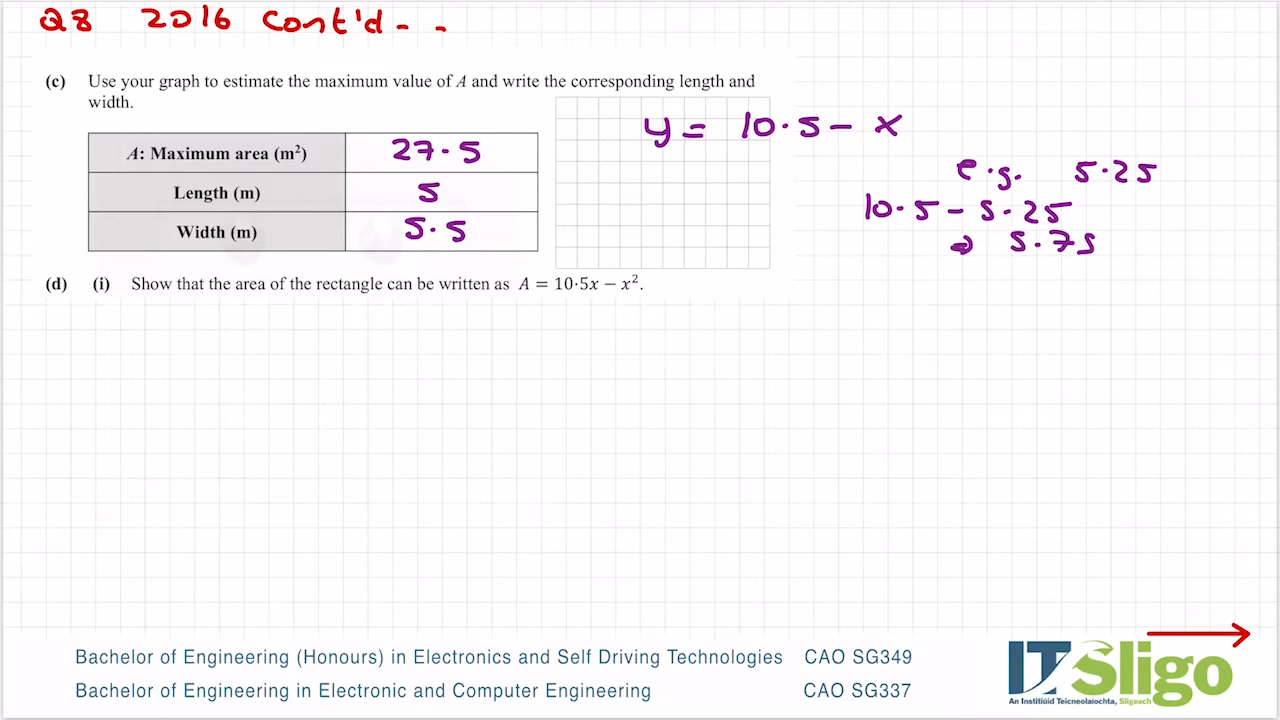 Q8 2016 Cont'd - -
(c) Use your graph to estimate the maximum value of A and write the corresponding length and
width.
A: Maximum area (m²) 27.5
Length (m) 5
Width (m) 5.5
y = 10.5 - x
e.g. 5.25
10.5 - 5.25
⇒ 5.75
(d) (i) Show that the area of the rectangle can be written as A = 10·5x − x².
Bachelor of Engineering (Honours) in Electronics and Self Driving Technologies CAO SG349
Bachelor of Engineering in Electronic and Computer Engineering CAO SG337
IT Sligo
An Institiúid Teicneolaíochta, Sligeach